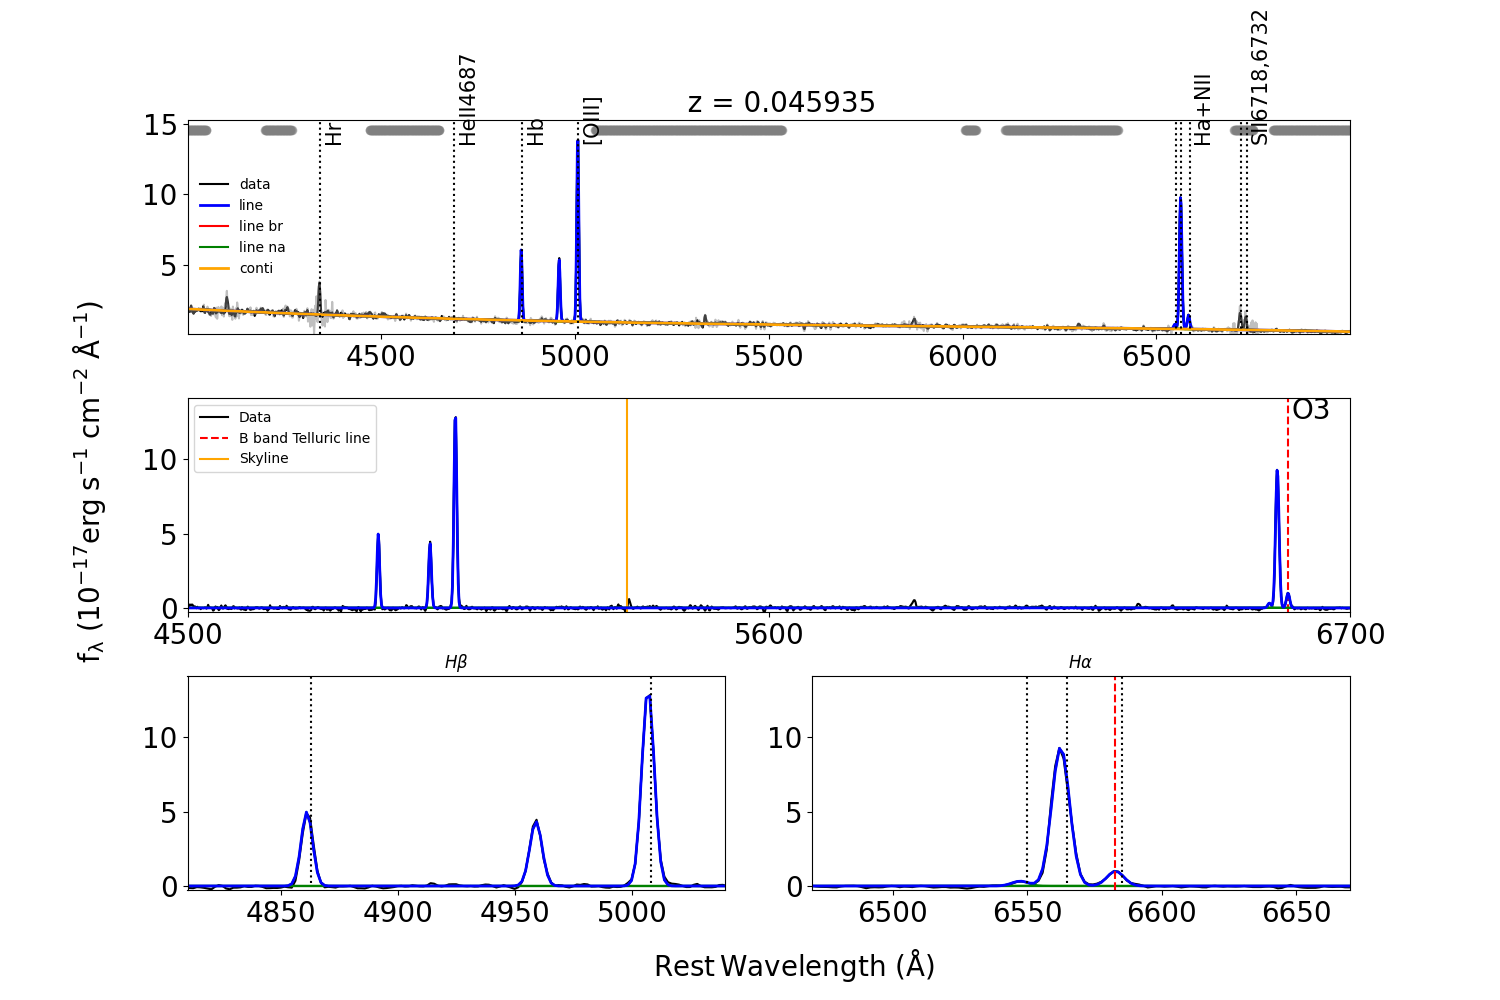 z = 0.045935
Hr
HeII4687
Hb
[OIII]
Ha+NII
SII6718,6732
15
10
5
data
line
line br
line na
conti
4500 5000 5500 6000 6500
Data
B band Telluric line
Skyline
O3
10
5
0
4500 5600 6700
fλ (10⁻¹⁷erg s⁻¹ cm⁻² Å⁻¹)
Hβ
10
5
0
4850 4900 4950 5000
Hα
10
5
0
6500 6550 6600 6650
Rest Wavelength (Å)